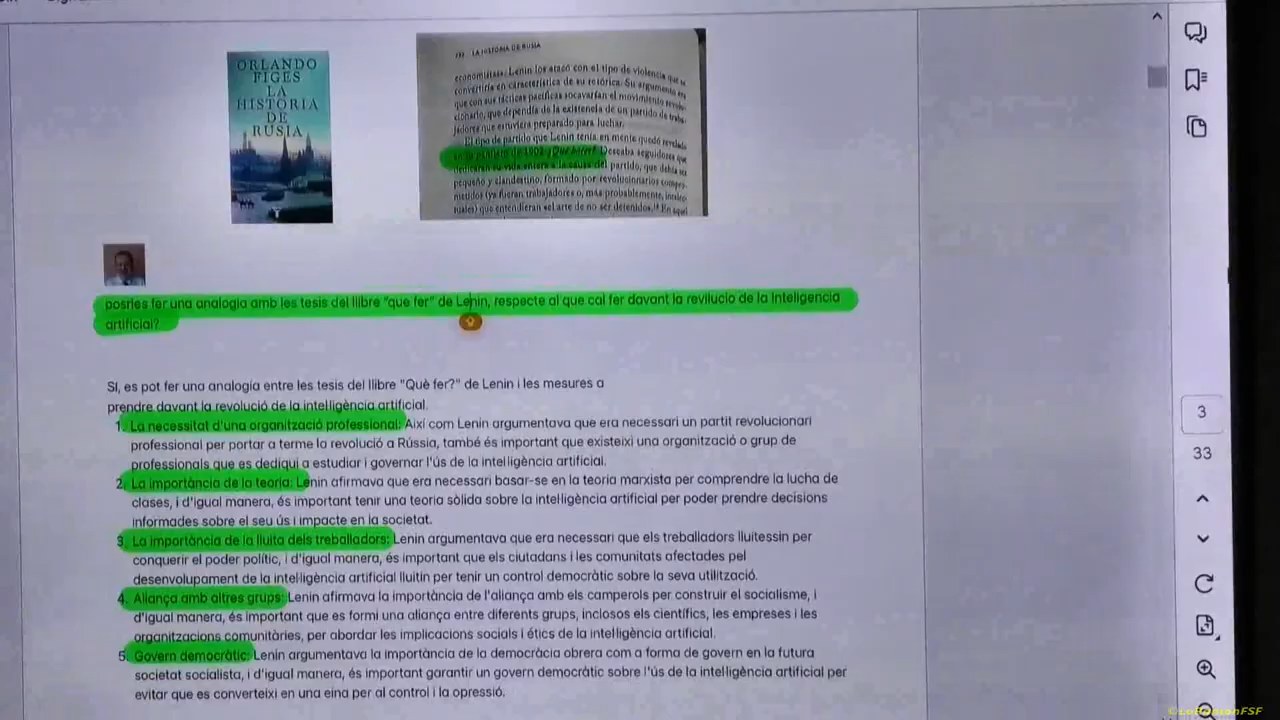 ORLANDO
FIGES
LA
HISTORIA
DE
RUSIA
LA HISTORIA DE RUSIA
economistas. Lenin los atacó con el tipo de violencia que se
convertiría en característica de su retórica. Su argumento era
que con sus tácticas pacíficas socavarían el movimiento revolu-
cionario, que dependía de la existencia de un partido de traba-
jadores que estuviera preparado para luchar.
El tipo de partido que Lenin tenía en mente quedó revelado
en su panfleto de 1902 ¿Qué hacer? Deseaba seguidores que
dedicaran su vida entera a la causa del partido, que debía ser
pequeño y clandestino, formado por revolucionarios compro-
metidos (ya fueran trabajadores o, más probablemente, intelec-
tuales) que entendieran «el arte de no ser detenidos». En aquel
posries fer una analogia amb les tesis del llibre "que fer" de Lenin, respecte al que cal fer davant la revilucio de la inteligencia
artificial?
Sí, es pot fer una analogia entre les tesis del llibre "Què fer?" de Lenin i les mesures a
prendre davant la revolució de la intel·ligència artificial.
1. La necessitat d'una organització professional: Així com Lenin argumentava que era necessari un partit revolucionari
professional per portar a terme la revolució a Rússia, també és important que existeixi una organització o grup de
professionals que es dediqui a estudiar i governar l'ús de la intel·ligència artificial.
2. La importància de la teoria: Lenin afirmava que era necessari basar-se en la teoria marxista per comprendre la lucha de
clases, i d'igual manera, és important tenir una teoria sòlida sobre la intel·ligència artificial per poder prendre decisions
informades sobre el seu ús i impacte en la societat.
3. La importància de la lluita dels treballadors: Lenin argumentava que era necessari que els treballadors lluitessin per
conquerir el poder polític, i d'igual manera, és important que els ciutadans i les comunitats afectades pel
desenvolupament de la intel·ligència artificial lluitin per tenir un control democràtic sobre la seva utilització.
4. Aliança amb altres grups: Lenin afirmava la importància de l'aliança amb els camperols per construir el socialisme, i
d'igual manera, és important que es formi una aliança entre diferents grups, inclosos els científics, les empreses i les
organitzacions comunitàries, per abordar les implicacions socials i ètics de la intel·ligència artificial.
5. Govern democràtic: Lenin argumentava la importància de la democràcia obrera com a forma de govern en la futura
societat socialista, i d'igual manera, és important garantir un govern democràtic sobre l'ús de la intel·ligència artificial per
evitar que es converteixi en una eina per al control i la opressió.
3
33